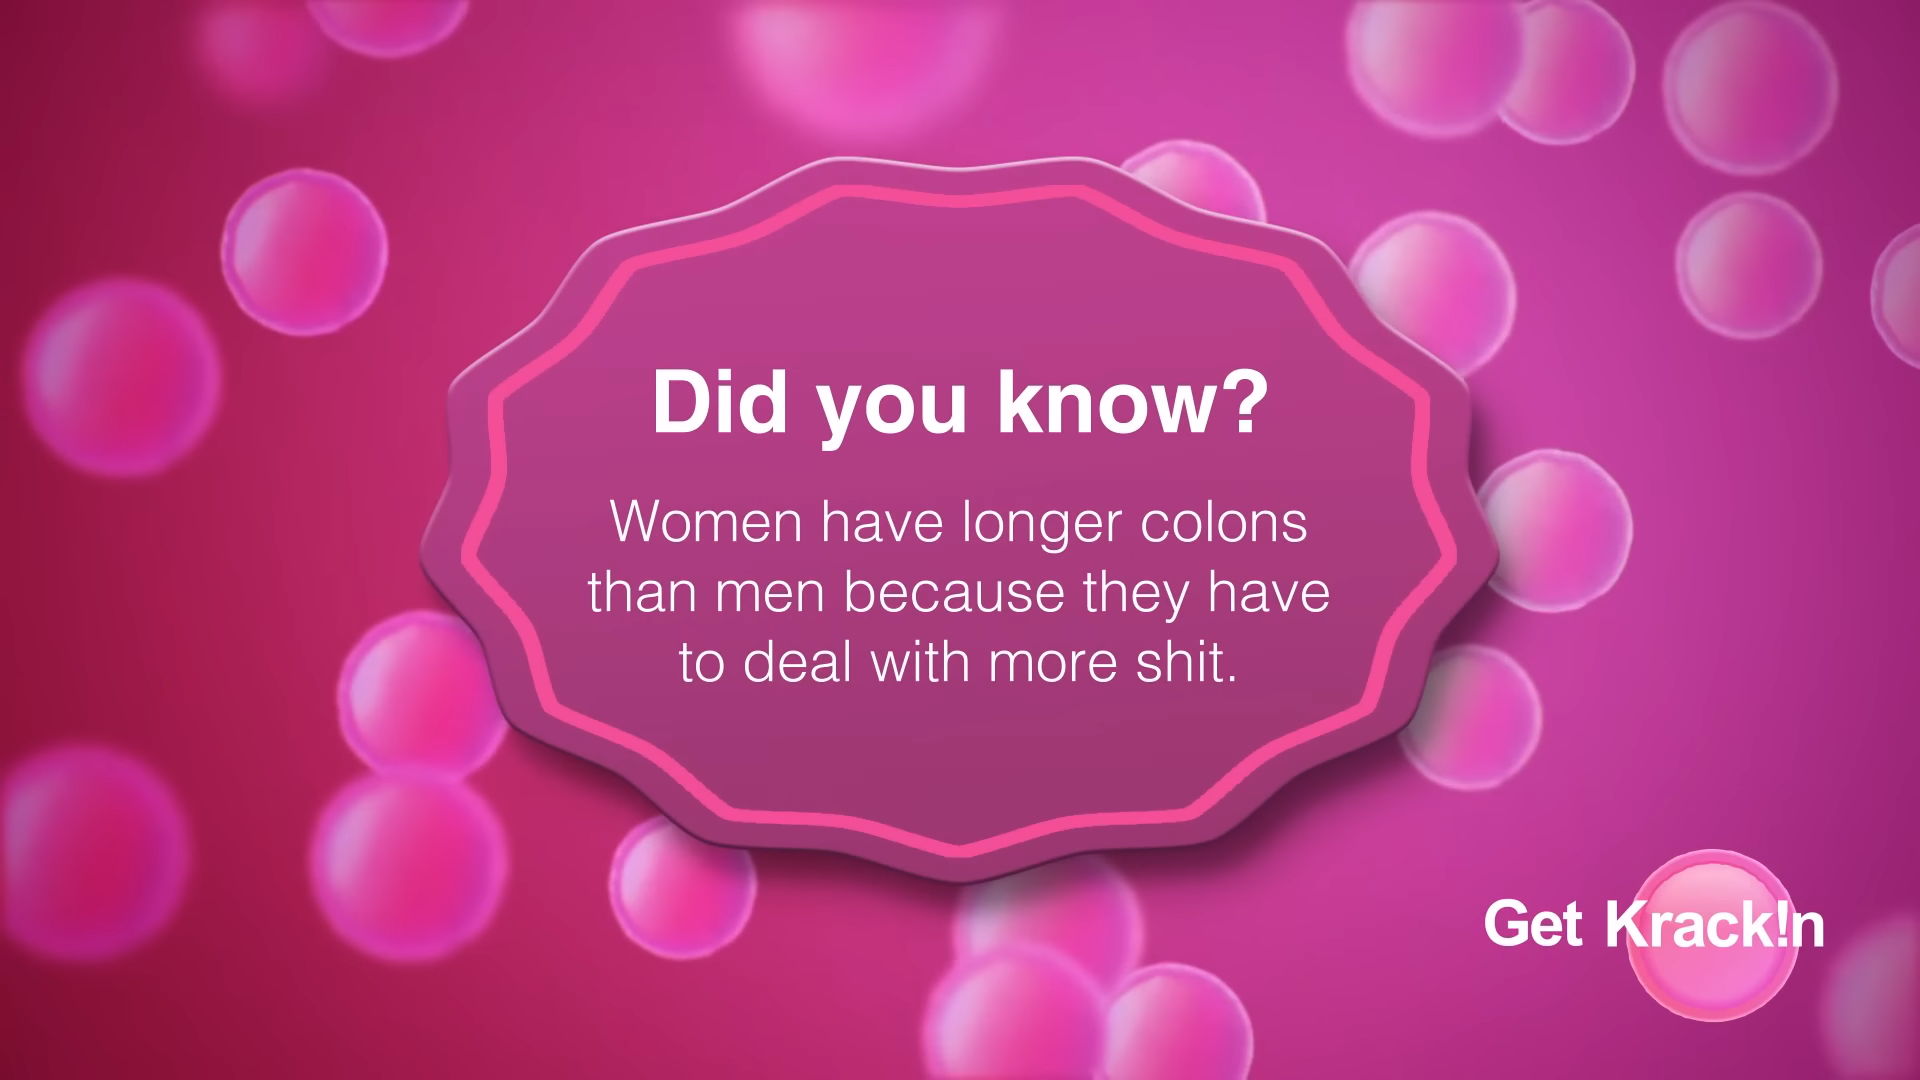 Did you know?
Women have longer colons
than men because they have
to deal with more shit.
Get Krack!n